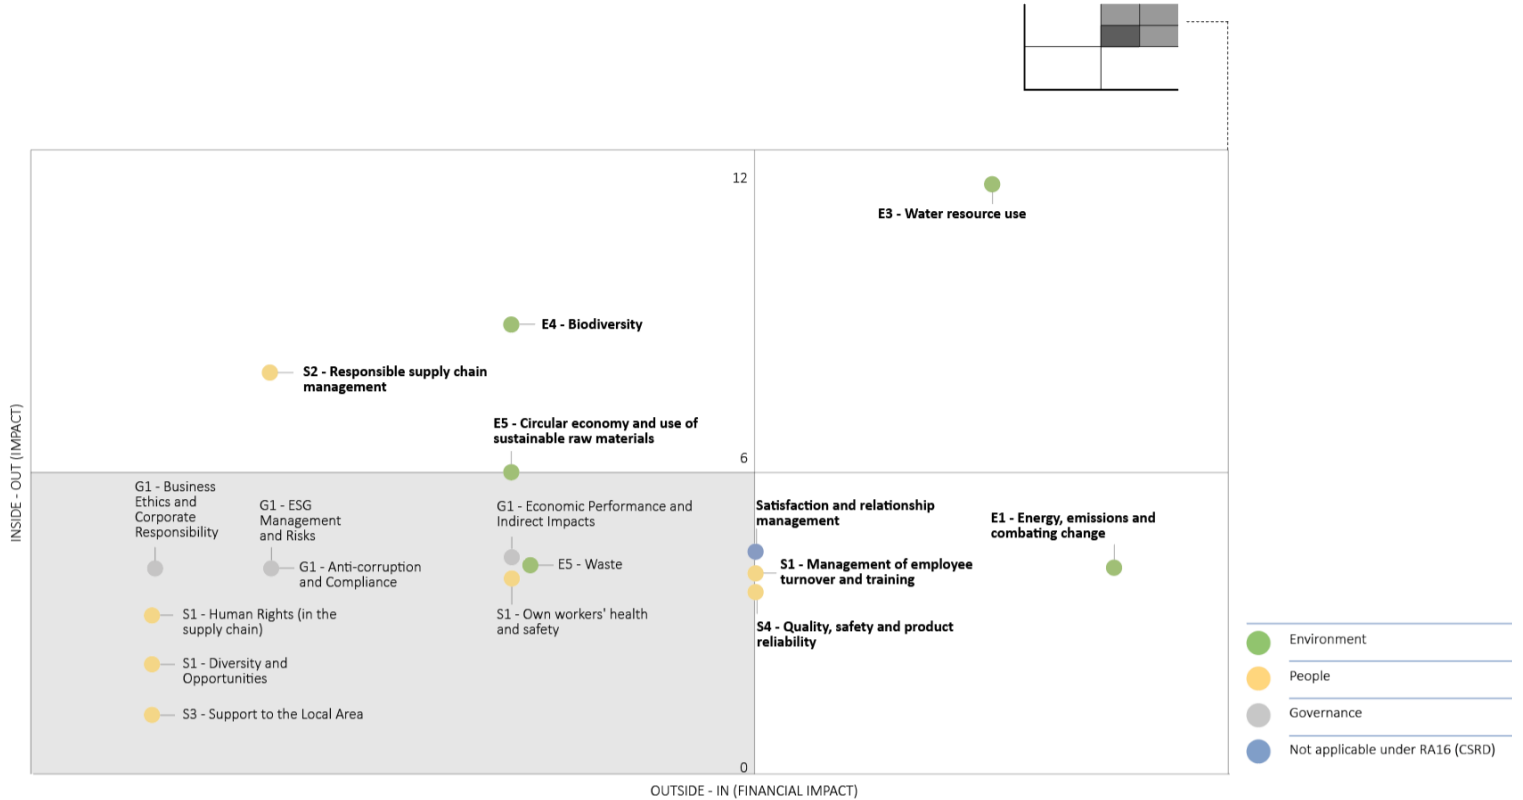 12
E3 - Water resource use
E4 - Biodiversity
S2 - Responsible supply chain
management
E5 - Circular economy and use of
sustainable raw materials
6
INSIDE - OUT (IMPACT)
G1 - Business
Ethics and
Corporate
Responsibility
G1 - ESG
Management
and Risks
G1 - Anti-corruption
and Compliance
G1 - Economic Performance and
Indirect Impacts
E5 - Waste
S1 - Own workers' health
and safety
S1 - Human Rights (in the
supply chain)
S1 - Diversity and
Opportunities
S3 - Support to the Local Area
Satisfaction and relationship
management
S1 - Management of employee
turnover and training
S4 - Quality, safety and product
reliability
E1 - Energy, emissions and
combating change
0
OUTSIDE - IN (FINANCIAL IMPACT)
Environment
People
Governance
Not applicable under RA16 (CSRD)